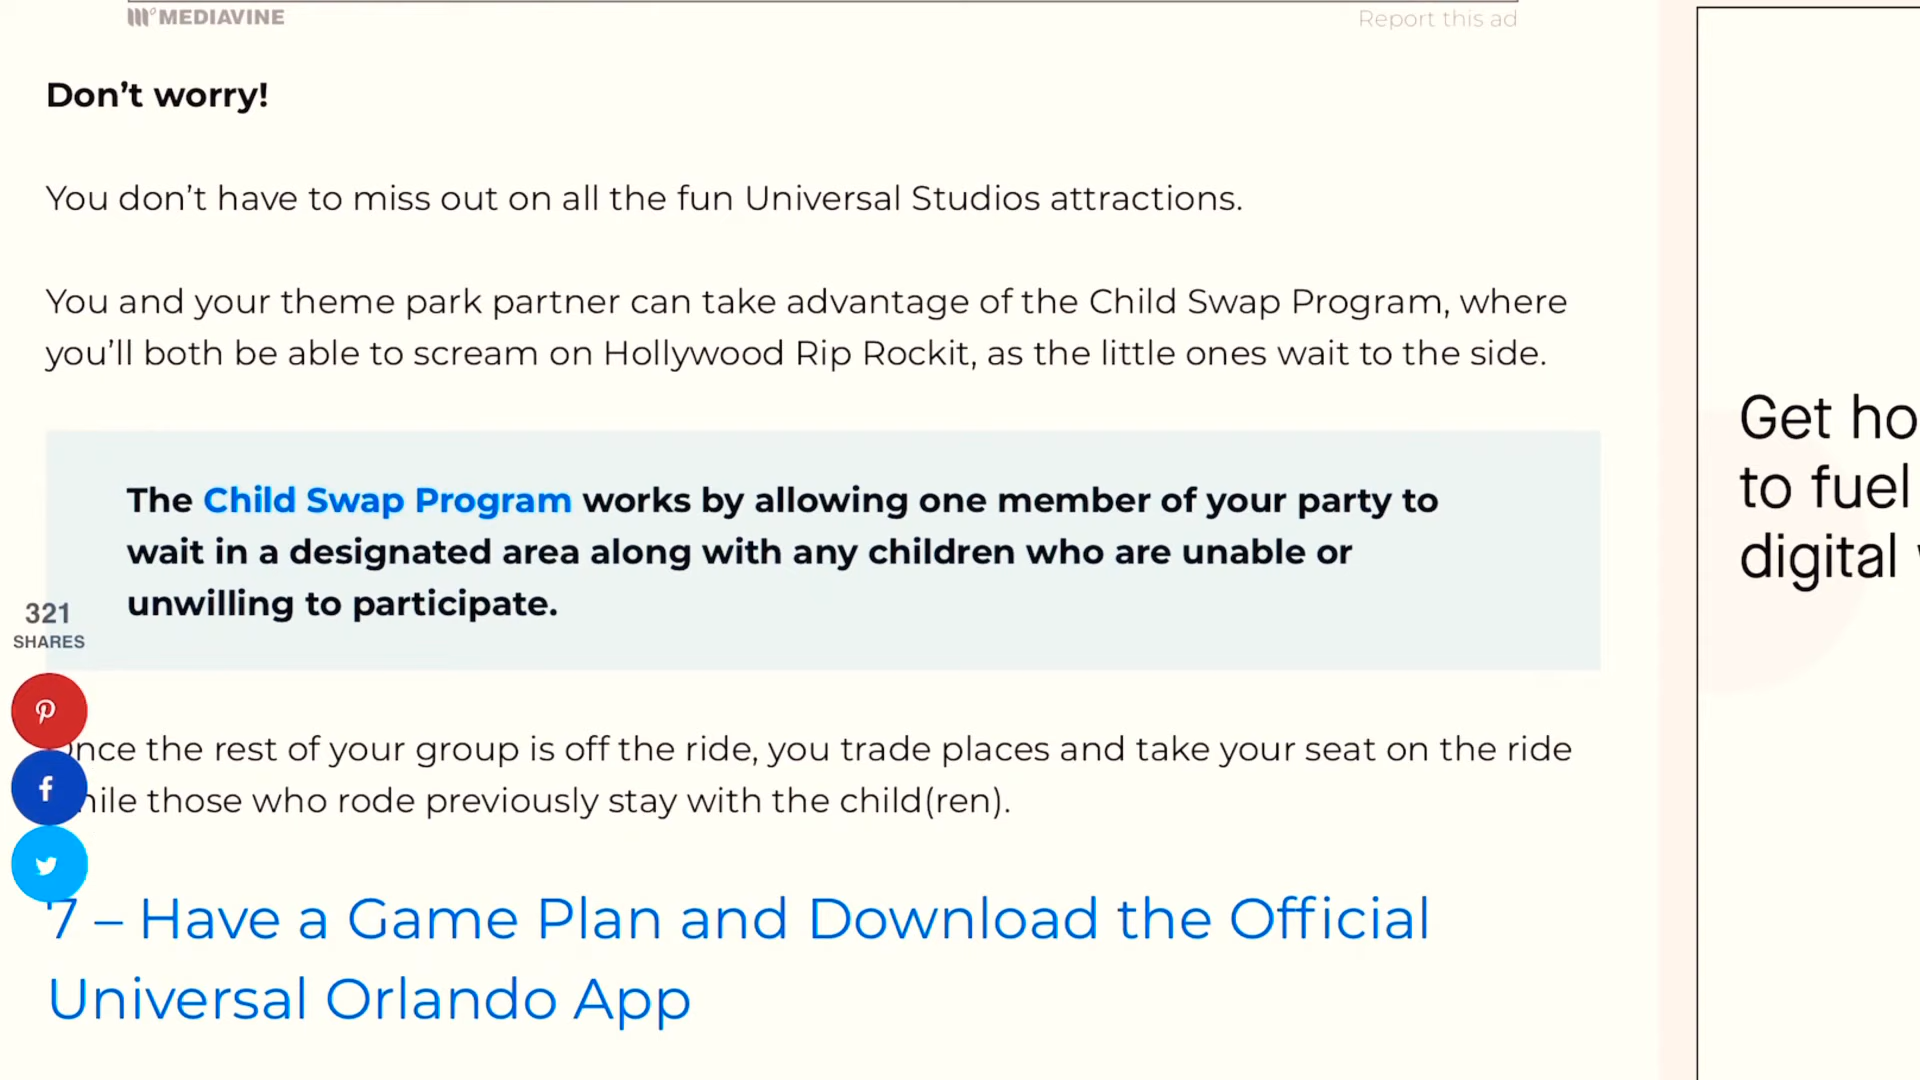 MEDIAVINE
Report this ad
Don’t worry!
You don’t have to miss out on all the fun Universal Studios attractions.
You and your theme park partner can take advantage of the Child Swap Program, where
you’ll both be able to scream on Hollywood Rip Rockit, as the little ones wait to the side.
The Child Swap Program works by allowing one member of your party to
wait in a designated area along with any children who are unable or
unwilling to participate.
321
SHARES
Once the rest of your group is off the ride, you trade places and take your seat on the ride
while those who rode previously stay with the child(ren).
7 – Have a Game Plan and Download the Official
Universal Orlando App
Get ho
to fuel
digital